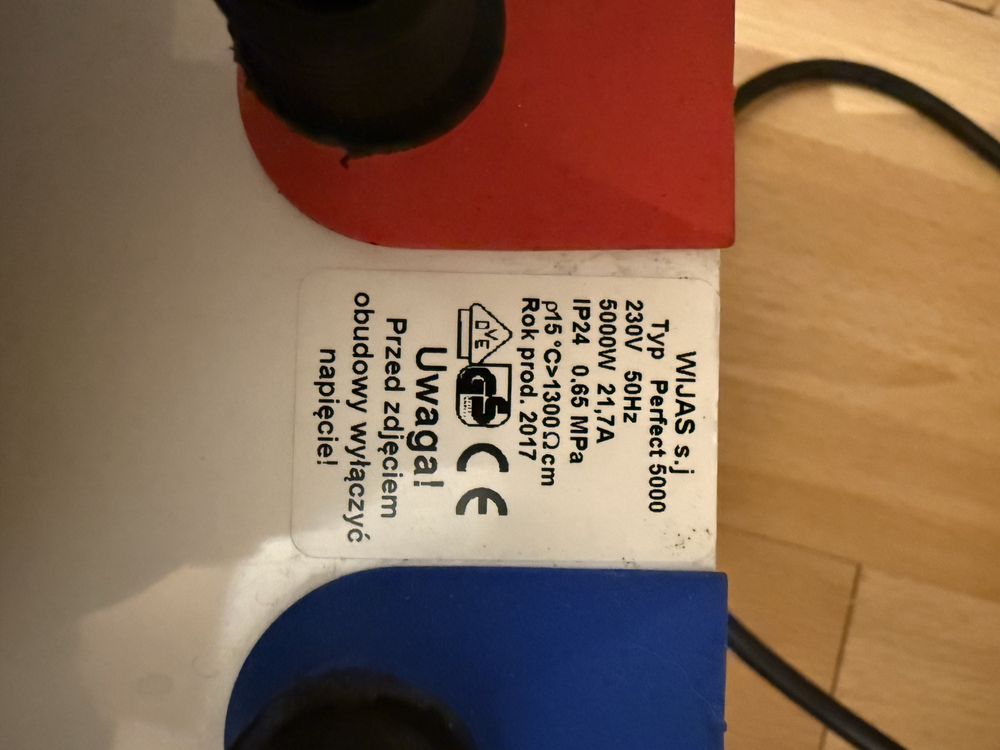 WIJAS s.j
Typ Perfect 5000
230V 50Hz
5000W 21,7A
IP24 0,65 MPa
ρ15 °C>1300Ωcm
Rok prod. 2017
DVE GS CE
Uwaga!
Przed zdjęciem
obudowy wyłączyć
napięcie!